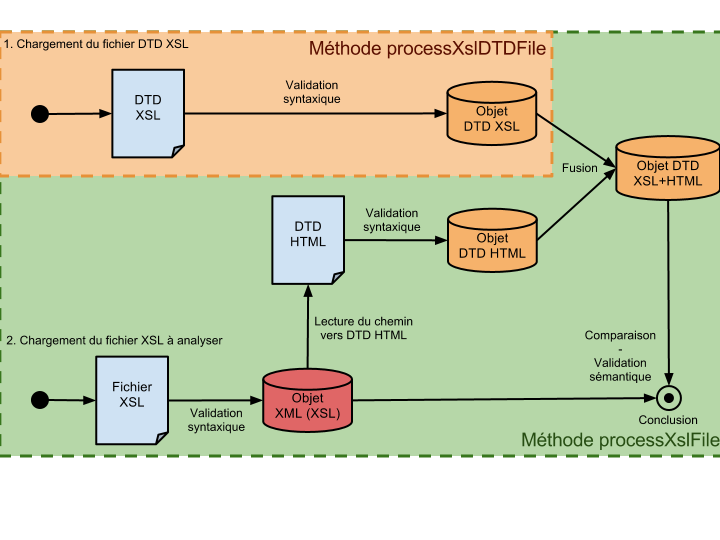 1. Chargement du fichier DTD XSL
Méthode processXslDTDFile
Validation
syntaxique
DTD
XSL
Objet
DTD XSL
Fusion
Objet DTD
XSL+HTML
DTD
HTML
Validation
syntaxique
Objet
DTD HTML
Lecture du chemin
vers DTD HTML
2. Chargement du fichier XSL à analyser
Comparaison
-
Validation
sémantique
Fichier
XSL
Validation
syntaxique
Objet
XML (XSL)
Conclusion
Méthode processXslFile